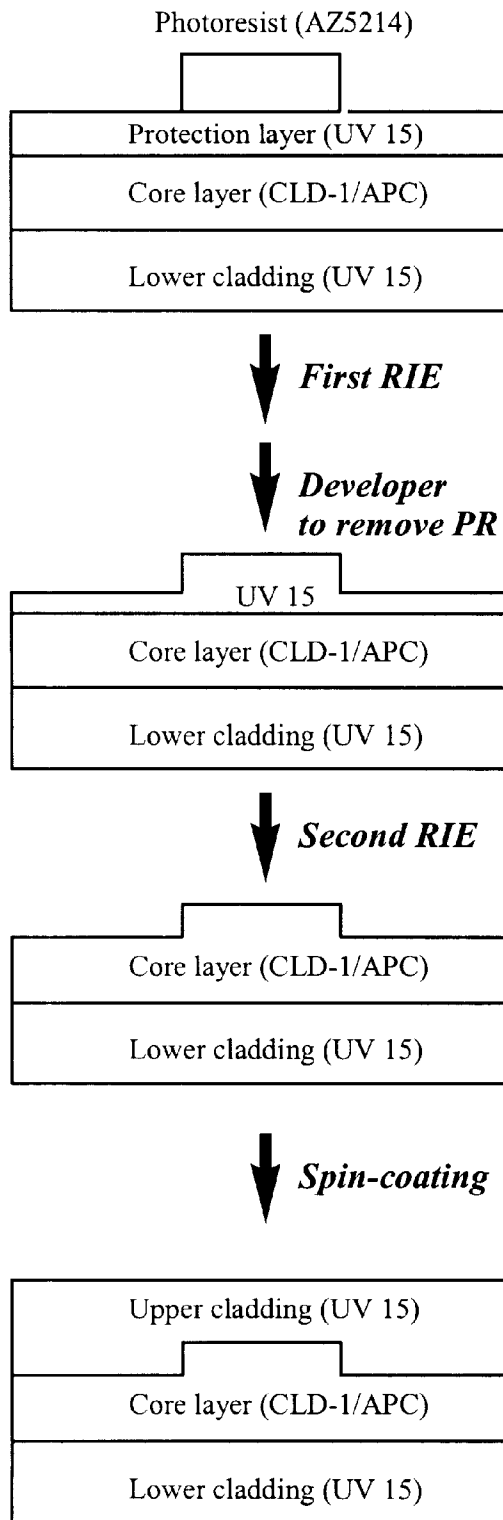 Photoresist (AZ5214)
Protection layer (UV 15)
Core layer (CLD-1/APC)
Lower cladding (UV 15)
First RIE
Developer
to remove PR
UV 15
Core layer (CLD-1/APC)
Lower cladding (UV 15)
Second RIE
Core layer (CLD-1/APC)
Lower cladding (UV 15)
Spin-coating
Upper cladding (UV 15)
Core layer (CLD-1/APC)
Lower cladding (UV 15)